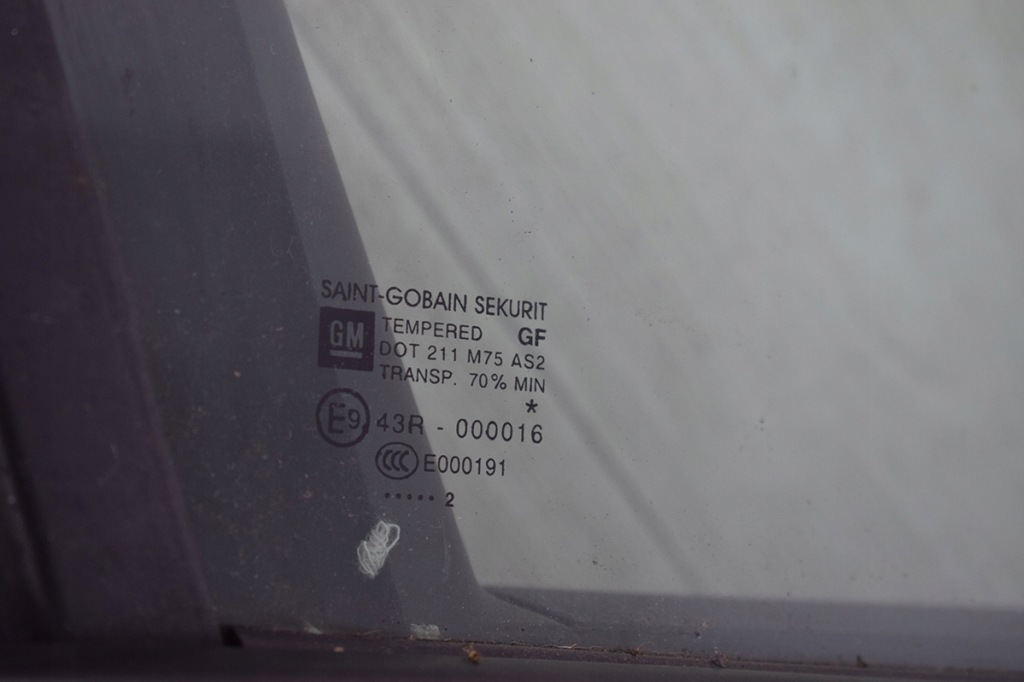 SAINT-GOBAIN SEKURIT
GM TEMPERED GF
DOT 211 M75 AS2
TRANSP. 70% MIN
*
E9 43R - 000016
CCC E000191
..... 2